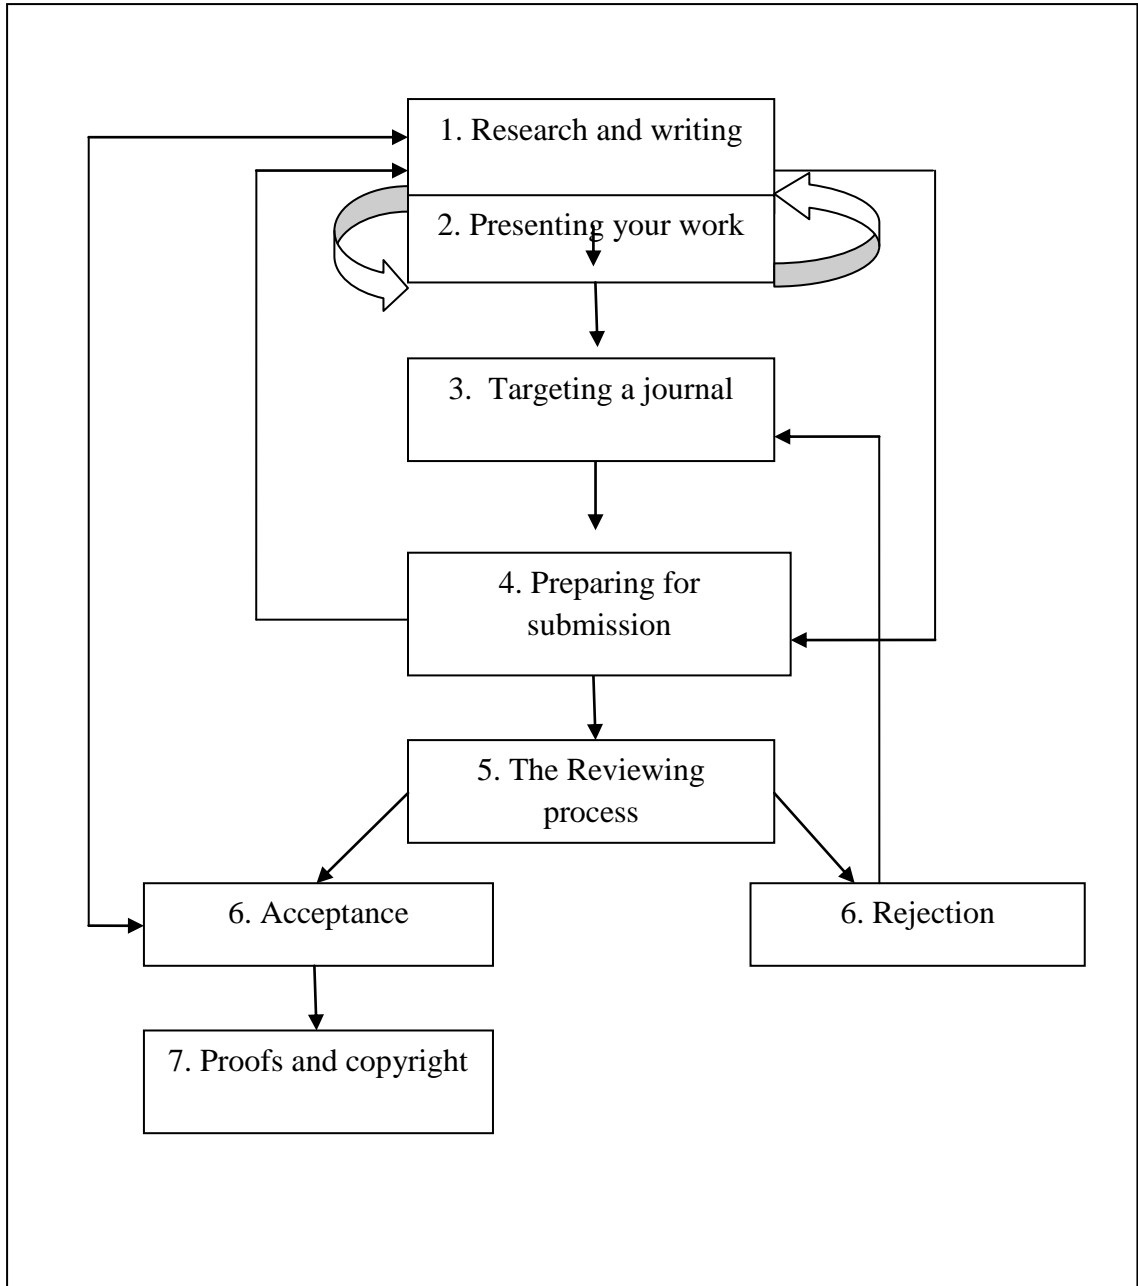 1. Research and writing
2. Presenting your work
3. Targeting a journal
4. Preparing for
submission
5. The Reviewing
process
6. Acceptance
6. Rejection
7. Proofs and copyright